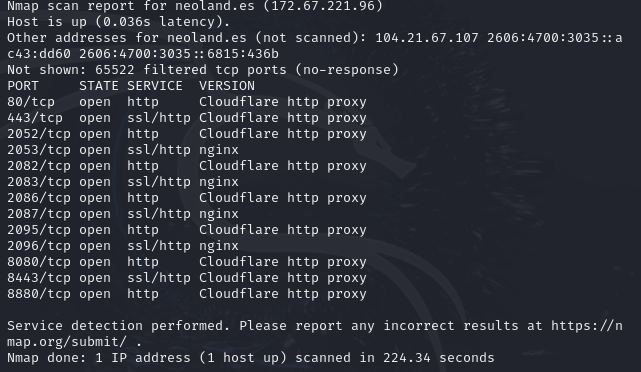 Nmap scan report for neoland.es (172.67.221.96)
Host is up (0.036s latency).
Other addresses for neoland.es (not scanned): 104.21.67.107 2606:4700:3035::a
c43:dd60 2606:4700:3035::6815:436b
Not shown: 65522 filtered tcp ports (no-response)
PORT     STATE SERVICE  VERSION
80/tcp   open  http     Cloudflare http proxy
443/tcp  open  ssl/http Cloudflare http proxy
2052/tcp open  http     Cloudflare http proxy
2053/tcp open  ssl/http nginx
2082/tcp open  http     Cloudflare http proxy
2083/tcp open  ssl/http nginx
2086/tcp open  http     Cloudflare http proxy
2087/tcp open  ssl/http nginx
2095/tcp open  http     Cloudflare http proxy
2096/tcp open  ssl/http nginx
8080/tcp open  http     Cloudflare http proxy
8443/tcp open  ssl/http Cloudflare http proxy
8880/tcp open  http     Cloudflare http proxy

Service detection performed. Please report any incorrect results at https://n
map.org/submit/ .
Nmap done: 1 IP address (1 host up) scanned in 224.34 seconds